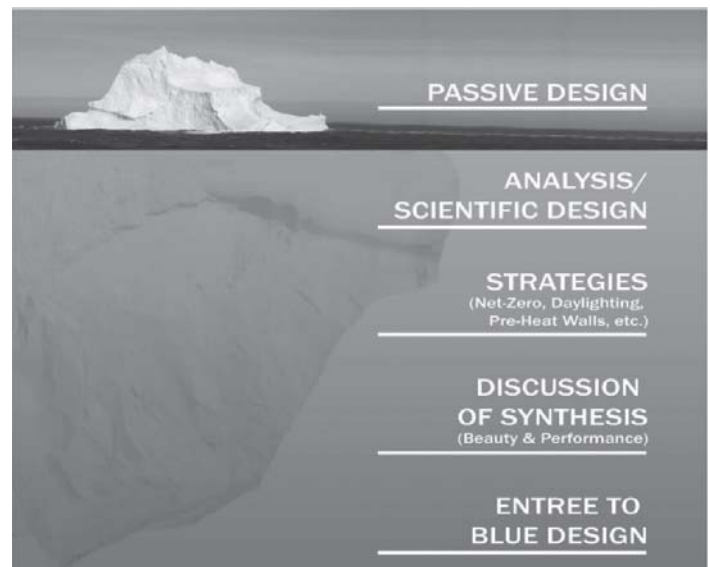 PASSIVE DESIGN
ANALYSIS/
SCIENTIFIC DESIGN
STRATEGIES
(Net-Zero, Daylighting,
Pre-Heat Walls, etc.)
DISCUSSION
OF SYNTHESIS
(Beauty & Performance)
ENTREE TO
BLUE DESIGN